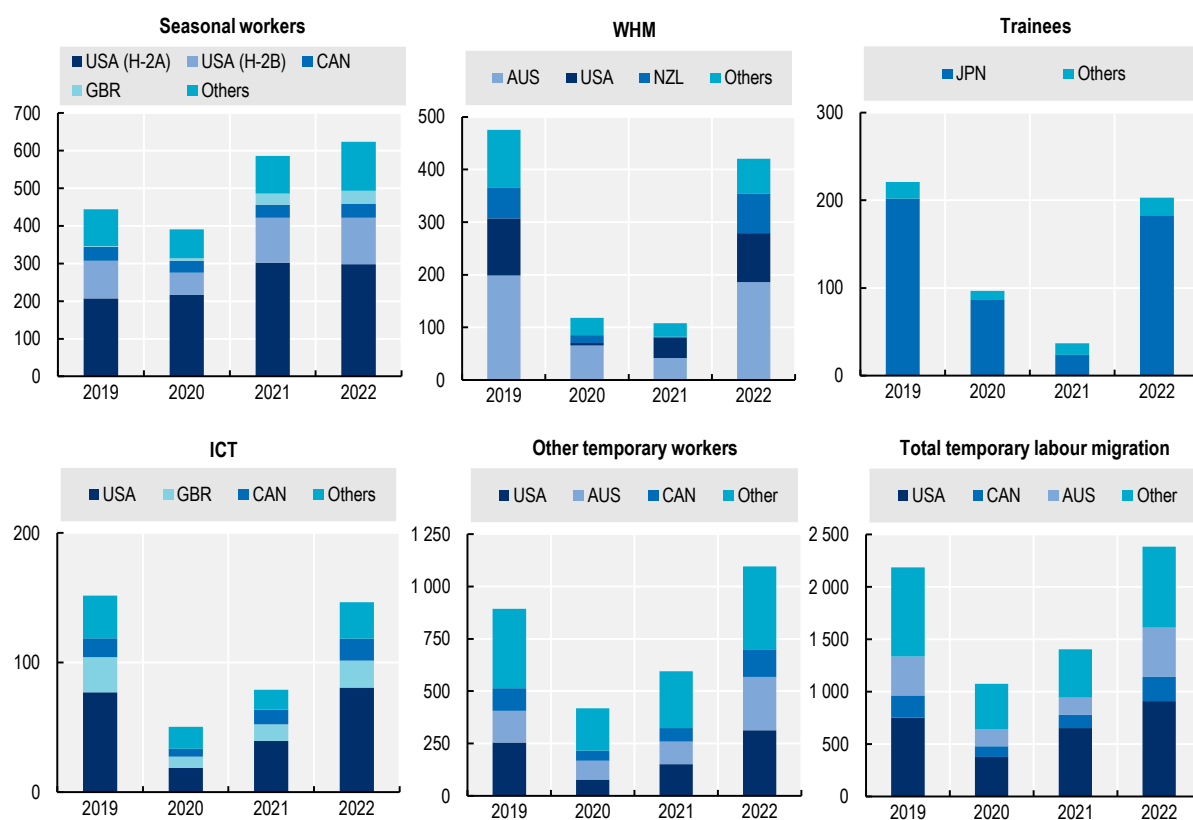 Seasonal workers
USA (H-2A) USA (H-2B) CAN
GBR Others
700
600
500
400
300
200
100
0
2019 2020 2021 2022
WHM
AUS USA NZL Others
500
400
300
200
100
0
2019 2020 2021 2022
Trainees
JPN Others
300
200
100
0
2019 2020 2021 2022
ICT
USA GBR CAN Others
200
100
0
2019 2020 2021 2022
Other temporary workers
USA AUS CAN Other
1 250
1 000
750
500
250
0
2019 2020 2021 2022
Total temporary labour migration
USA CAN AUS Other
2 500
2 000
1 500
1 000
500
0
2019 2020 2021 2022